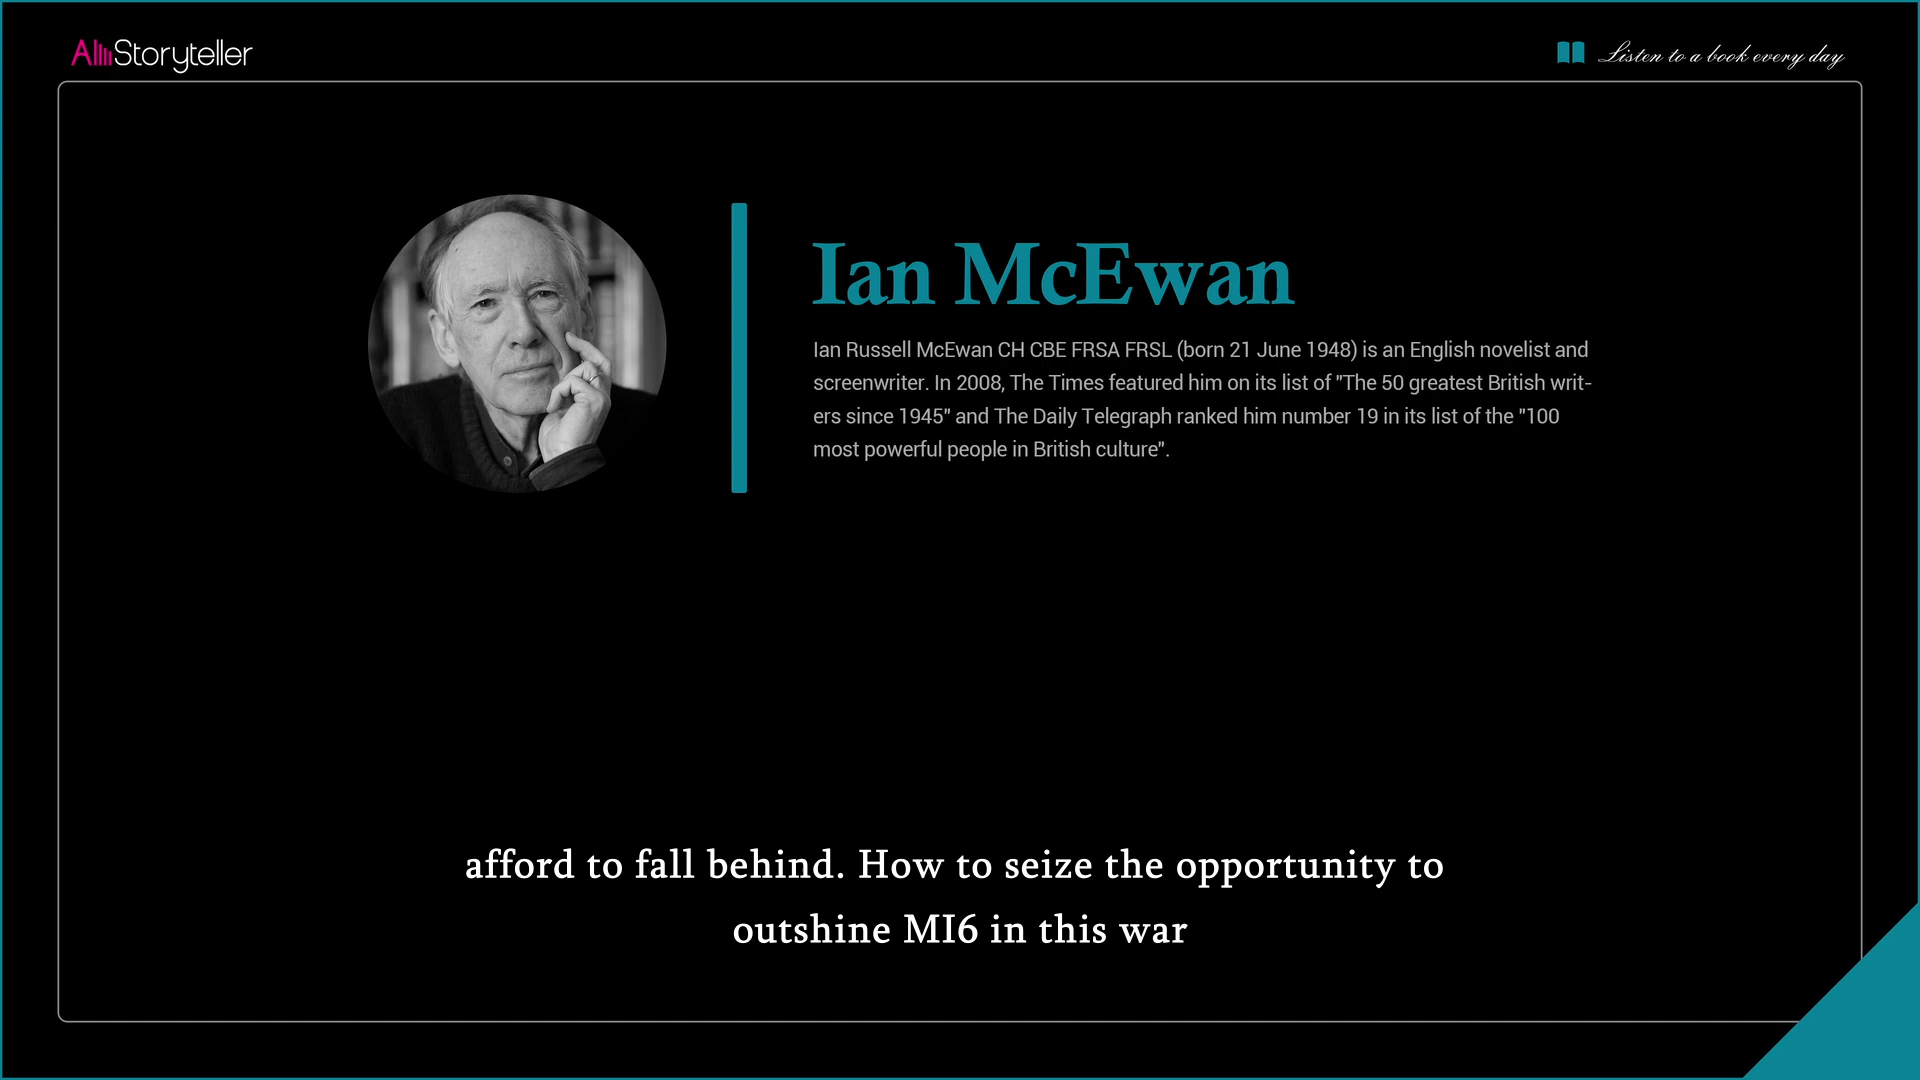 AllStoryteller
Listen to a book every day
Ian McEwan
Ian Russell McEwan CH CBE FRSA FRSL (born 21 June 1948) is an English novelist and
screenwriter. In 2008, The Times featured him on its list of "The 50 greatest British writ-
ers since 1945" and The Daily Telegraph ranked him number 19 in its list of the "100
most powerful people in British culture".
afford to fall behind. How to seize the opportunity to
outshine MI6 in this war